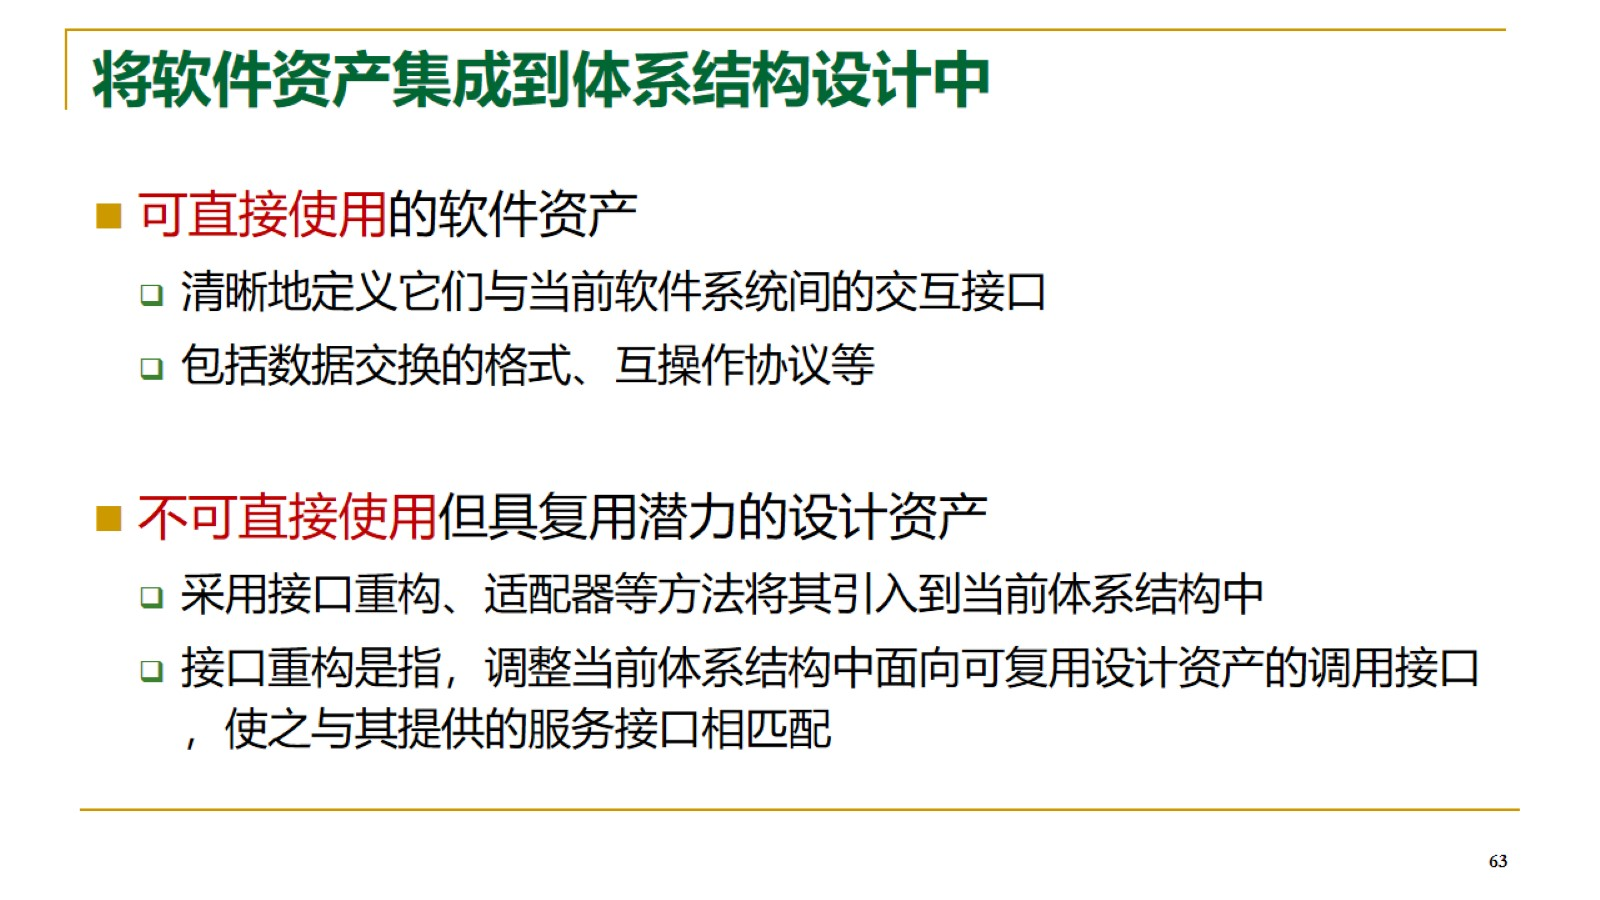 将软件资产集成到体系结构设计中
可直接使用的软件资产
清晰地定义它们与当前软件系统间的交互接口
包括数据交换的格式、互操作协议等
不可直接使用但具复用潜力的设计资产
采用接口重构、适配器等方法将其引入到当前体系结构中
接口重构是指，调整当前体系结构中面向可复用设计资产的调用接口
，使之与其提供的服务接口相匹配
63